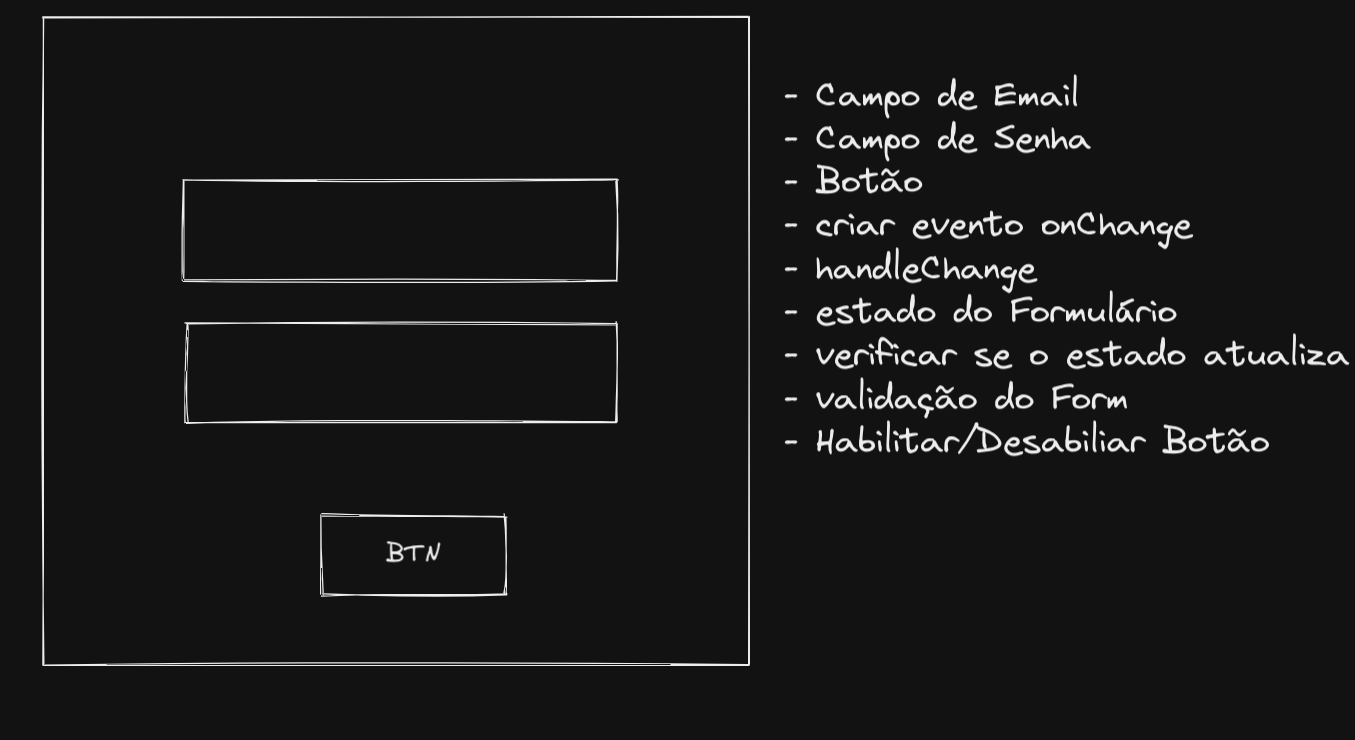 - Campo de Email
- Campo de Senha
- Botão
- criar evento onChange
- handleChange
- estado do Formulário
- verificar se o estado atualiza
- validação do Form
- Habilitar/Desabiliar Botão
BTN